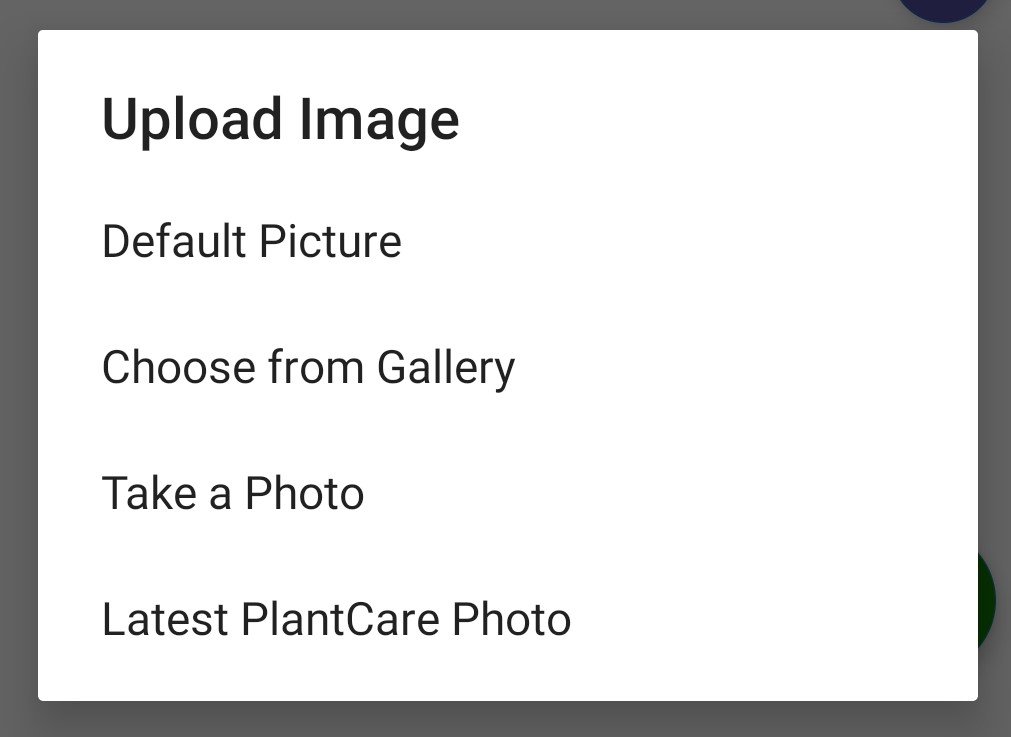 Upload Image
Default Picture
Choose from Gallery
Take a Photo
Latest PlantCare Photo